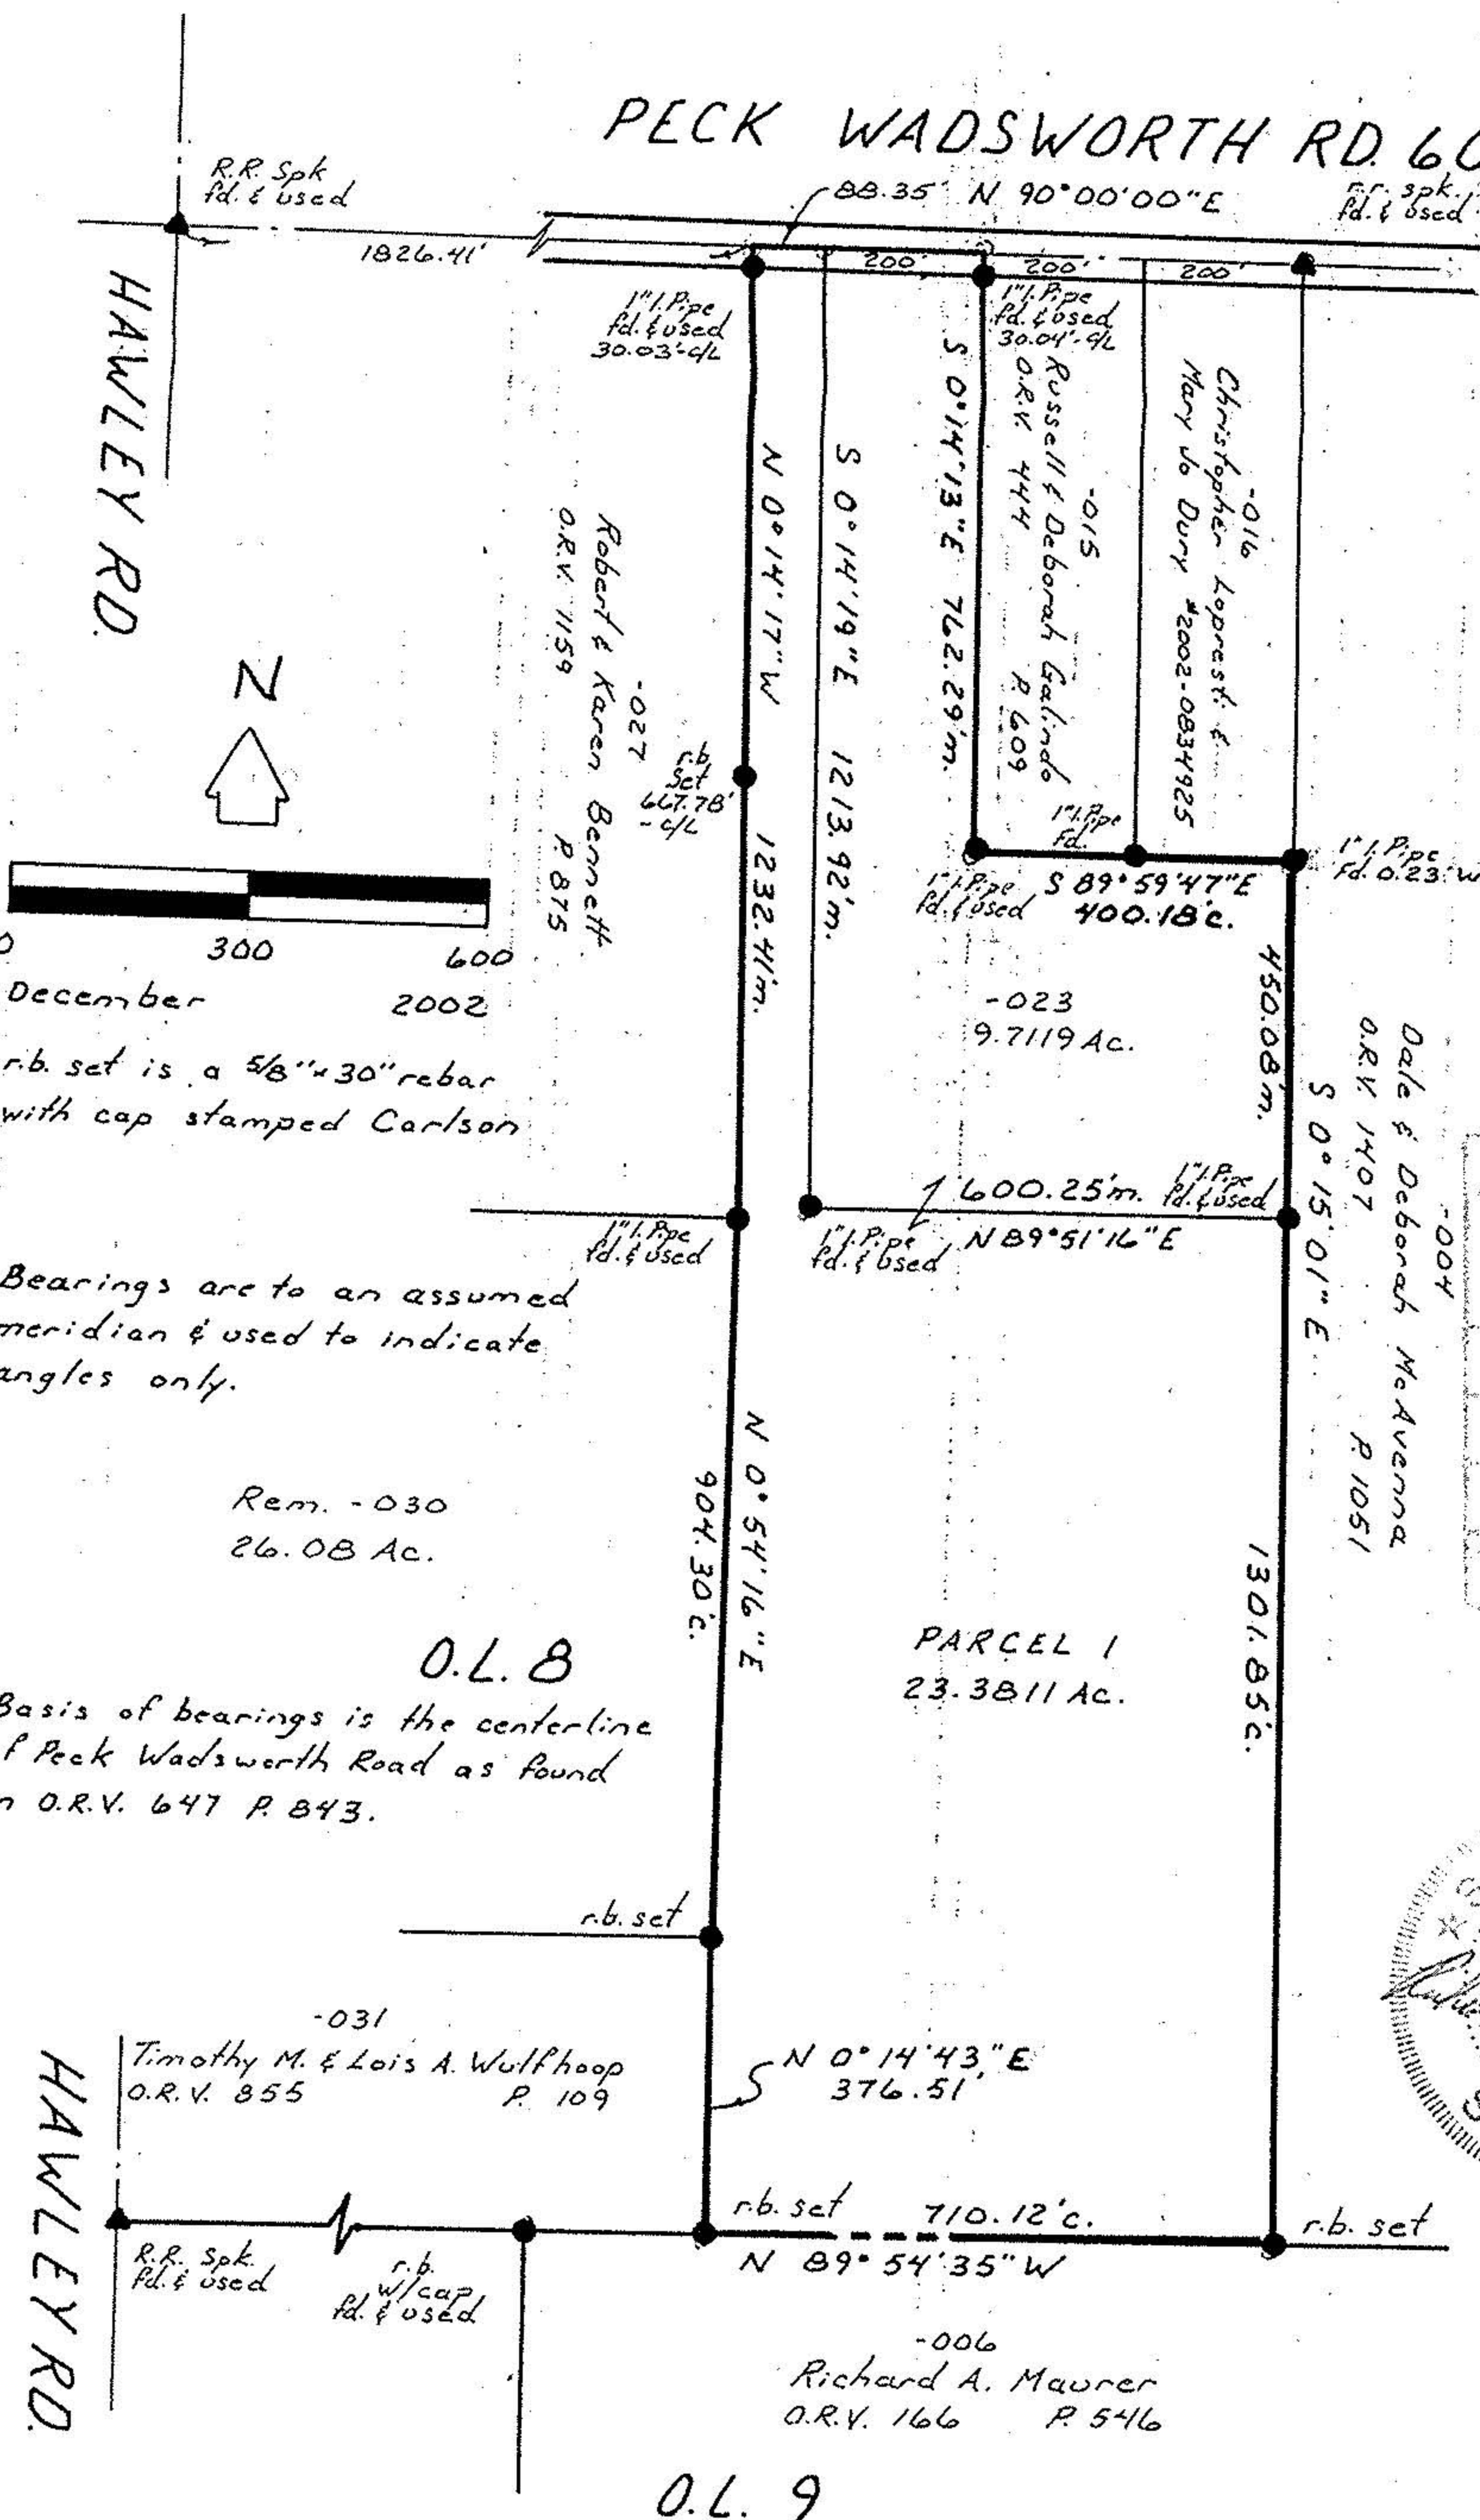 PECK WADSWORTH RD. 60
R.R. Spk
fd. & used
88.35' N 90°00'00"E
r.r. spk.
fd. & used
1826.41'
200'
200'
200'
1" I. Pipe
fd. & used
30.03'-c/L
1" I. Pipe
fd. & used
30.04'-c/L
HAWLEY RD.
N
0 300 600
December 2002
r.b. set is a 5/8"x30" rebar
with cap stamped Carlson
-027
Robert & Karen Bennett
O.R.V. 1159 P. 875
r.b.
Set
667.78'
- c/L
N 0°14'17"W 1232.41'm.
S 0°14'19"E 1213.92'm.
S 0°14'13"E 762.29'm.
-015
Russell & Deborah Galindo
O.R.V. 444 P. 609
-016
Christopher Lopresti &
Mary Jo Dury #2002-0834925
1" I. Pipe
fd.
1" I. Pipe
fd. & used
S 89°59'47"E
400.18'c.
1" I. Pipe
fd. 0.23' W
-023
9.7119 Ac.
450.08'm.
S 0°15'01"E
-004
Dale & Deborah McAvenna
O.R.V. 1407 P. 1051
600.25'm.
N 89°51'16"E
1" I. Pipe
fd. & used
1" I. Pipe
fd. & used
1" I. Pipe
fd. & used
Bearings are to an assumed
meridian & used to indicate
angles only.
Rem. -030
26.08 Ac.
N 0°54'16"E
904.30'c.
O.L. 8
PARCEL 1
23.3811 Ac.
1301.85'c.
Basis of bearings is the centerline
f Peck Wadsworth Road as found
n O.R.V. 647 P. 843.
r.b. set
-031
Timothy M. & Lois A. Wulfhoop
O.R.V. 855 P. 109
N 0°14'43"E
376.51'
HAWLEY RD.
r.b. set 710.12'c.
N 89°54'35"W
r.b. set
R.R. Spk.
fd. & used
r.b.
w/cap
fd. & used
-006
Richard A. Maurer
O.R.V. 166 P. 546
O.L. 9